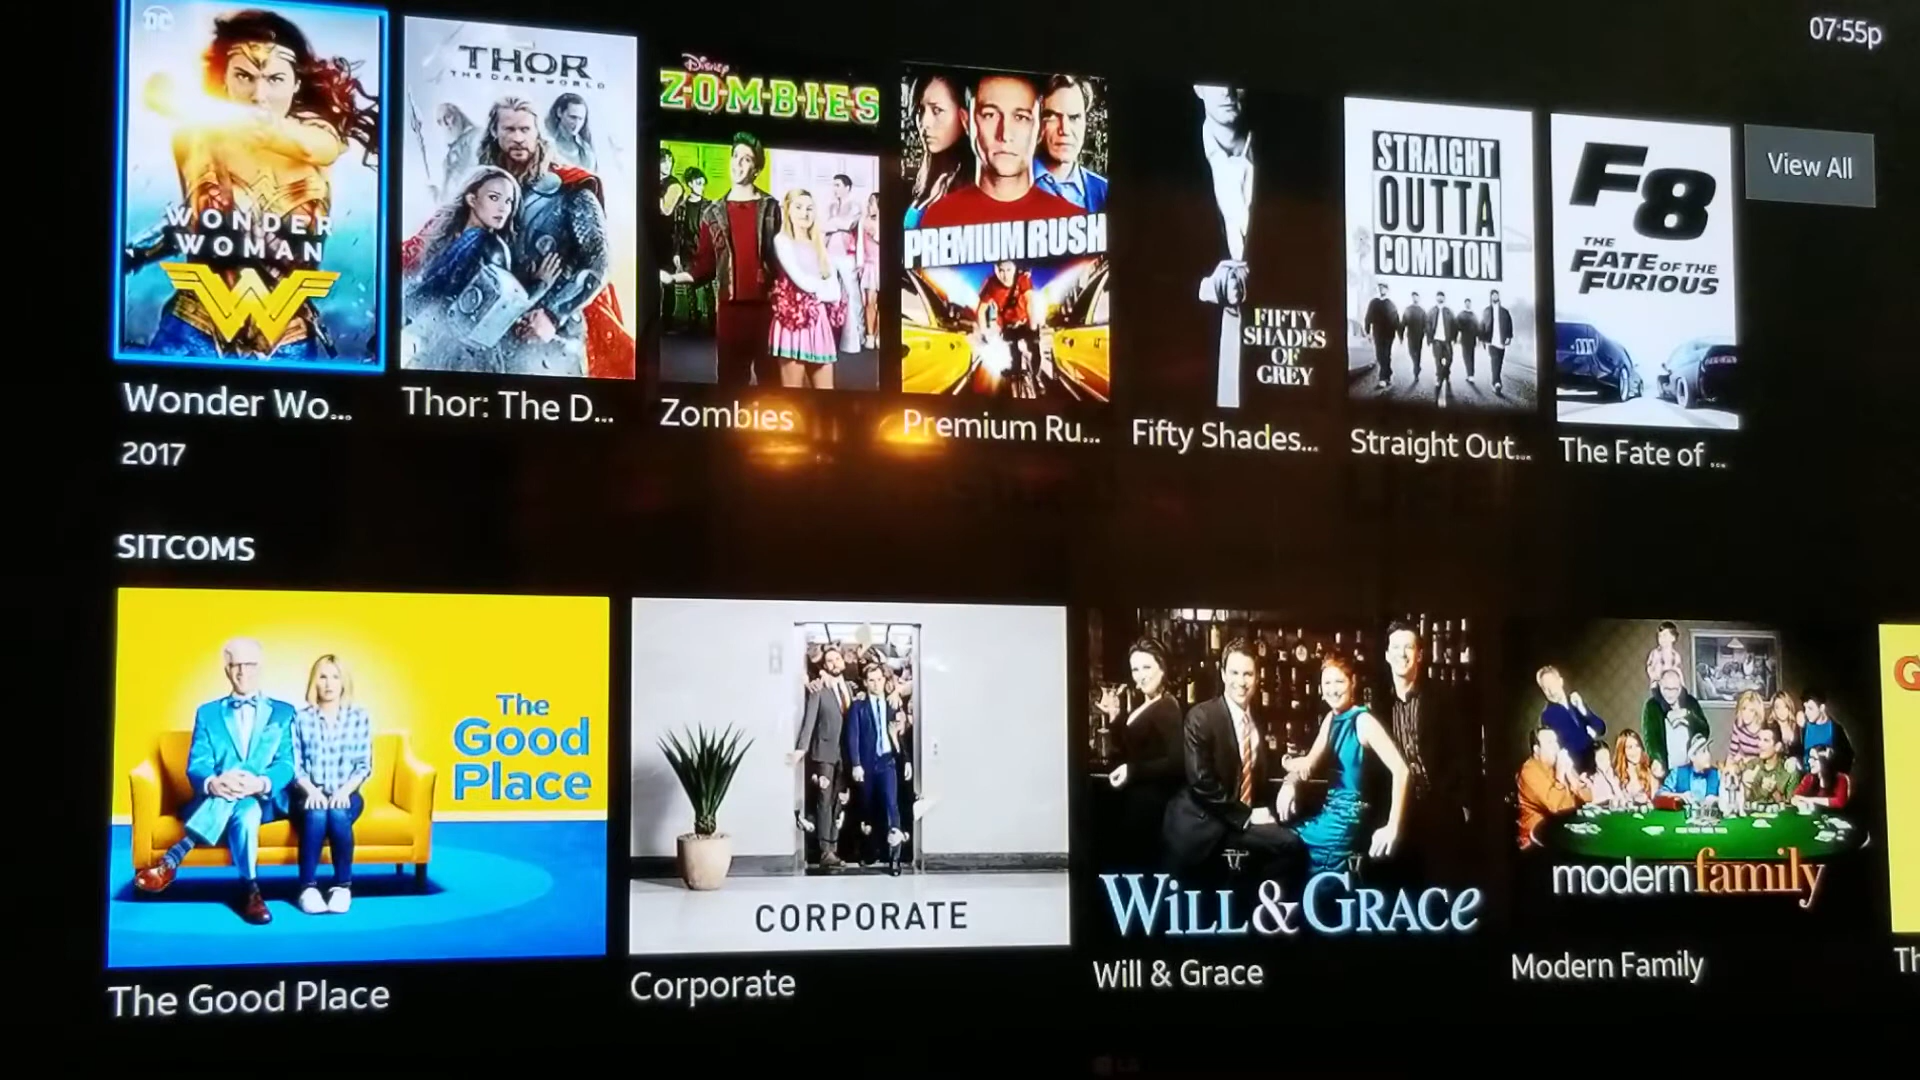 07:55p
DC
WONDER
WOMAN
THOR
THE DARK WORLD
Disney
ZOMBIES
PREMIUM RUSH
FIFTY
SHADES
OF
GREY
STRAIGHT
OUTTA
COMPTON
F8
THE
FATE OF THE
FURIOUS
View All
Wonder Wo...
Thor: The D...
Zombies
Premium Ru...
Fifty Shades...
Straight Out...
The Fate of ...
2017
SITCOMS
The
Good
Place
CORPORATE
WILL & GRACE
modern family
G
The Good Place
Corporate
Will & Grace
Modern Family
Th
LG